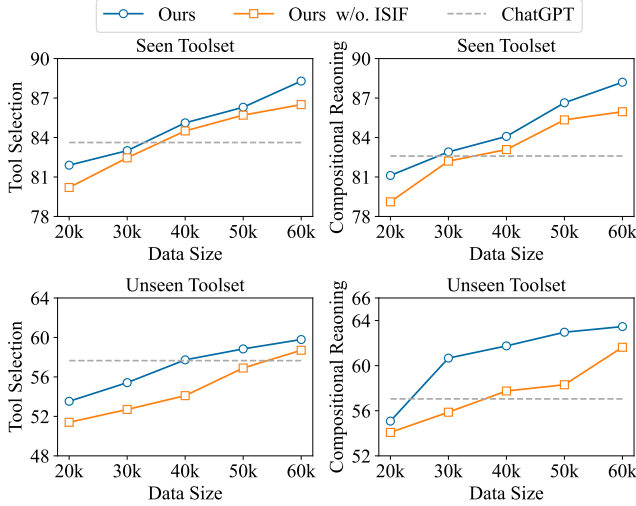 Ours Ours w/o. ISIF ChatGPT
Seen Toolset
90
87
84
81
78
Tool Selection
20k 30k 40k 50k 60k
Data Size
Seen Toolset
90
87
84
81
78
Compositional Reaoning
20k 30k 40k 50k 60k
Data Size
Unseen Toolset
64
60
56
52
48
Tool Selection
20k 30k 40k 50k 60k
Data Size
Unseen Toolset
66
64
60
56
52
Compositional Reaoning
20k 30k 40k 50k 60k
Data Size